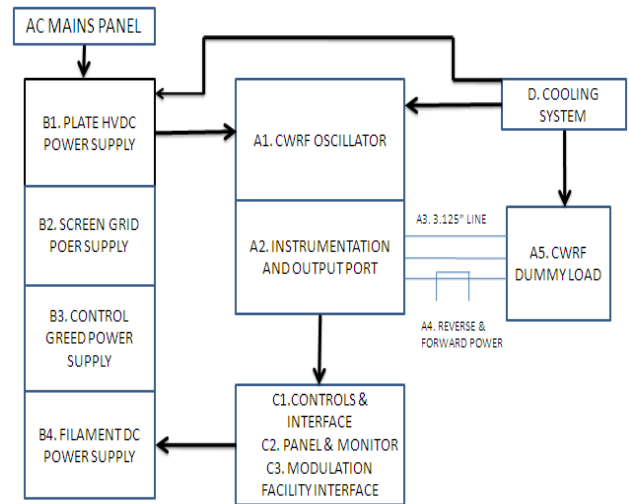 AC MAINS PANEL
B1. PLATE HVDC
POWER SUPPLY
B2. SCREEN GRID
POER SUPPLY
B3. CONTROL
GREED POWER
SUPPLY
B4. FILAMENT DC
POWER SUPPLY
A1. CWRF OSCILLATOR
A2. INSTRUMENTATION
AND OUTPUT PORT
C1.CONTROLS &
INTERFACE
C2. PANEL & MONITOR
C3. MODULATION
FACILITY INTERFACE
D. COOLING
SYSTEM
A3. 3.125" LINE
A4. REVERSE &
FORWARD POWER
A5. CWRF
DUMMY LOAD